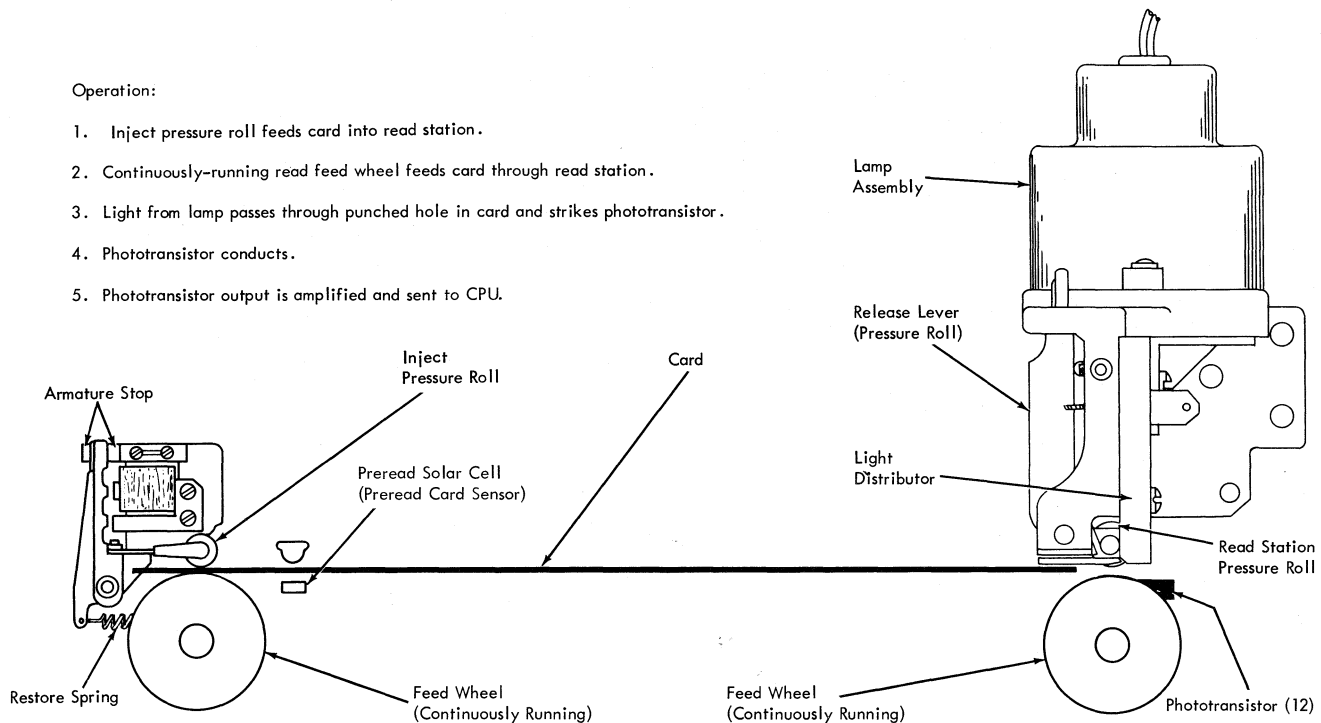 Operation:
1. Inject pressure roll feeds card into read station.
2. Continuously-running read feed wheel feeds card through read station.
3. Light from lamp passes through punched hole in card and strikes phototransistor.
4. Phototransistor conducts.
5. Phototransistor output is amplified and sent to CPU.
Lamp
Assembly
Release Lever
(Pressure Roll)
Inject
Pressure Roll
Card
Armature Stop
Preread Solar Cell
(Preread Card Sensor)
Light
Distributor
Read Station
Pressure Roll
Restore Spring
Feed Wheel
(Continuously Running)
Feed Wheel
(Continuously Running)
Phototransistor (12)